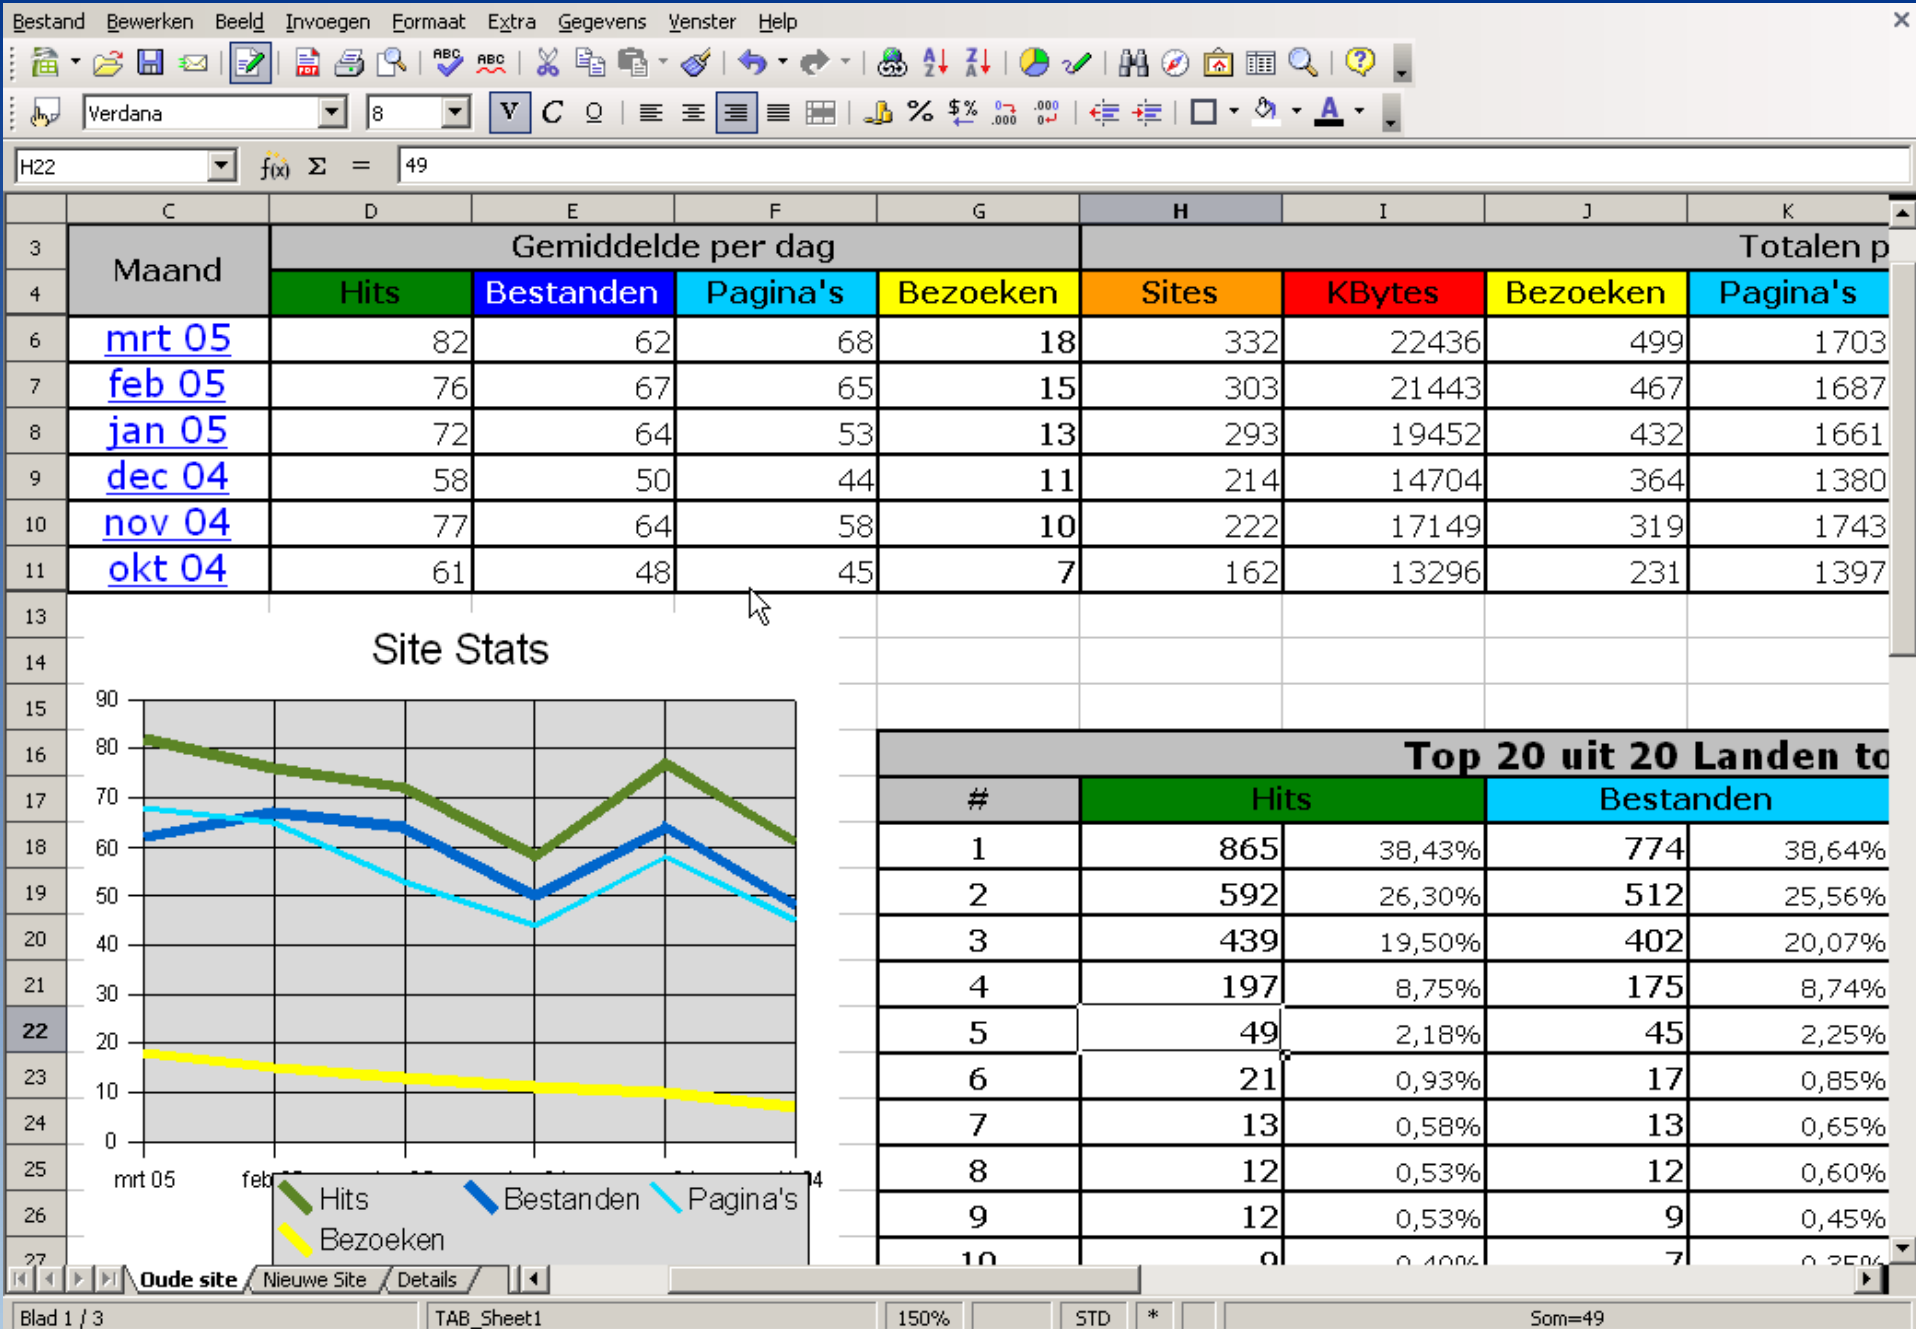 Bestand Bewerken Beeld Invoegen Formaat Extra Gegevens Venster Help
Verdana 8 V C O
H22 f(x) Σ = 49
C D E F G H I J K
3 Maand Gemiddelde per dag Totalen p
4 Hits Bestanden Pagina's Bezoeken Sites KBytes Bezoeken Pagina's
6 mrt 05 82 62 68 18 332 22436 499 1703
7 feb 05 76 67 65 15 303 21443 467 1687
8 jan 05 72 64 53 13 293 19452 432 1661
9 dec 04 58 50 44 11 214 14704 364 1380
10 nov 04 77 64 58 10 222 17149 319 1743
11 okt 04 61 48 45 7 162 13296 231 1397
13
14 Site Stats
15 90
16 80 Top 20 uit 20 Landen to
17 70 # Hits Bestanden
18 60 1 865 38,43% 774 38,64%
19 50 2 592 26,30% 512 25,56%
20 40 3 439 19,50% 402 20,07%
21 30 4 197 8,75% 175 8,74%
22 20 5 49 2,18% 45 2,25%
23 10 6 21 0,93% 17 0,85%
24 0 7 13 0,58% 13 0,65%
25 mrt 05 feb 04 8 12 0,53% 12 0,60%
26 Hits Bestanden Pagina's 9 12 0,53% 9 0,45%
27 Bezoeken 10 9 0,40% 7
Oude site Nieuwe Site Details
Blad 1 / 3 TAB_Sheet1 150% STD * Som=49